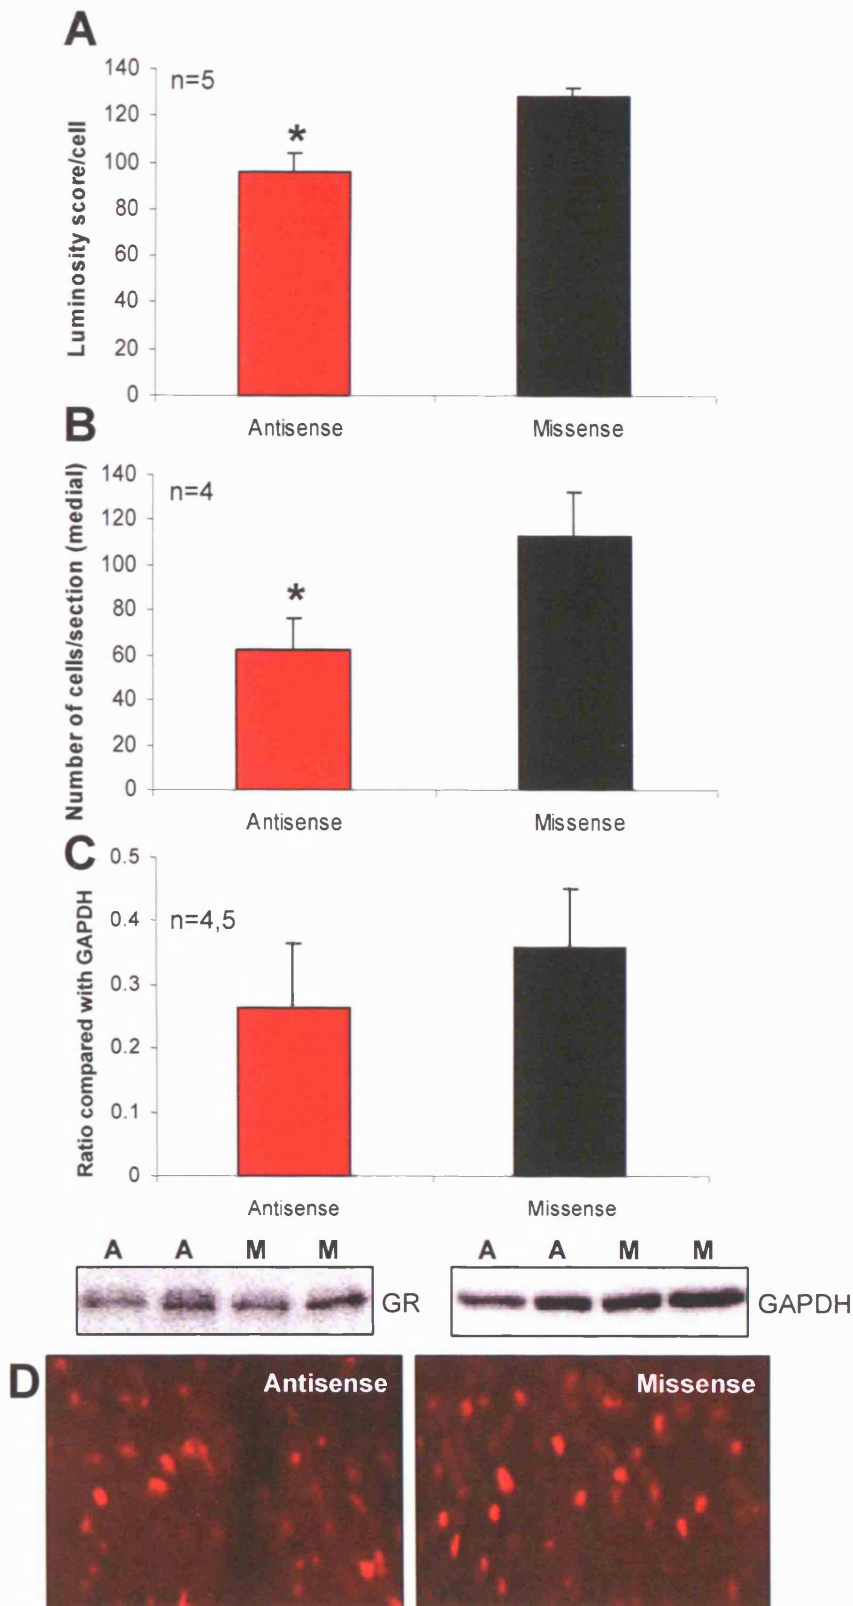 A
Luminosity score/cell
140
120
100
80
60
40
20
0
n=5
*
Antisense
Missense
B
Number of cells/section (medial)
140
120
100
80
60
40
20
0
n=4
*
Antisense
Missense
C
Ratio compared with GAPDH
0.5
0.4
0.3
0.2
0.1
0
n=4,5
Antisense
Missense
A A M M
GR
A A M M
GAPDH
D
Antisense
Missense